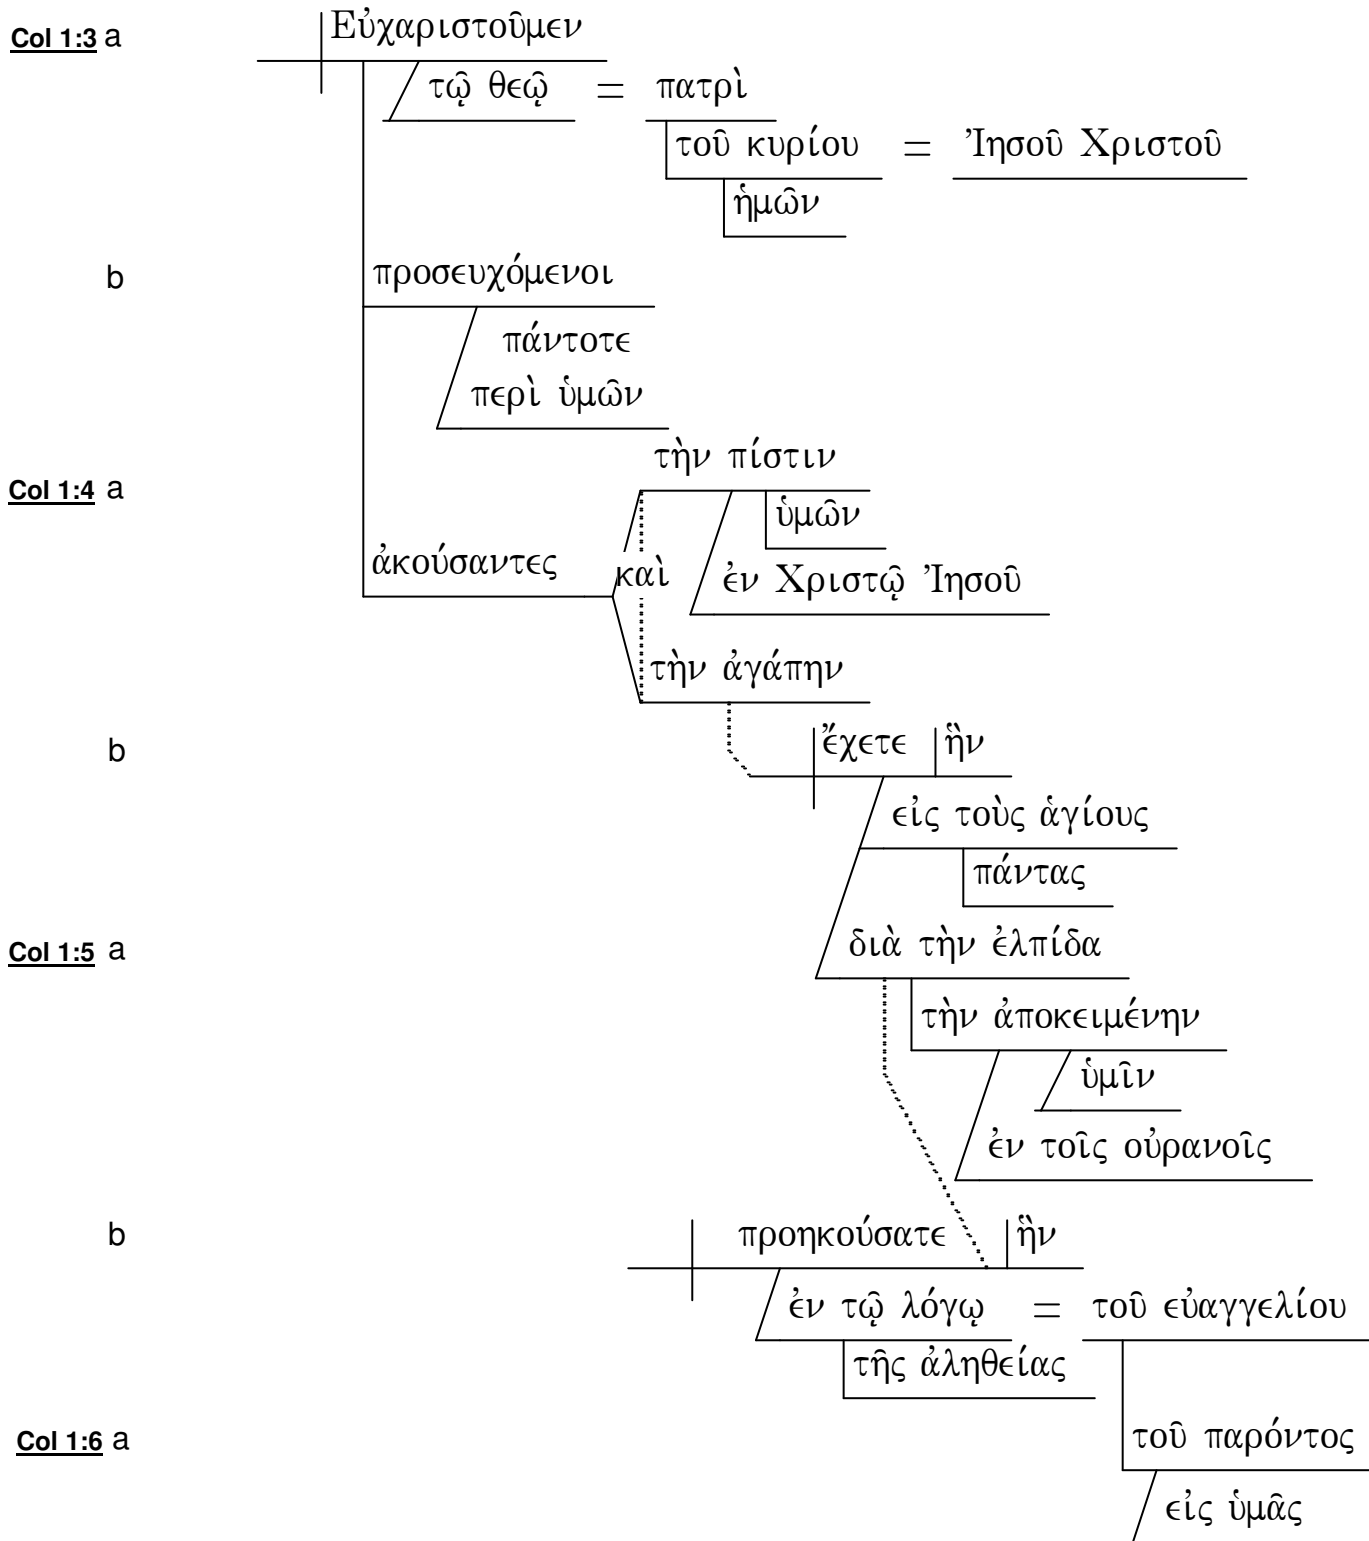 Col 1:3 a Εὐχαριστοῦμεν
τῷ θεῷ = πατρὶ
τοῦ κυρίου = Ἰησοῦ Χριστοῦ
ἡμῶν
b προσευχόμενοι
πάντοτε
περὶ ὑμῶν
τὴν πίστιν
Col 1:4 a
ὑμῶν
ἀκούσαντες καὶ ἐν Χριστῷ Ἰησοῦ
τὴν ἀγάπην
b ἔχετε ἣν
εἰς τοὺς ἁγίους
πάντας
Col 1:5 a διὰ τὴν ἐλπίδα
τὴν ἀποκειμένην
ὑμῖν
ἐν τοῖς οὐρανοῖς
b προηκούσατε ἣν
ἐν τῷ λόγῳ = τοῦ εὐαγγελίου
τῆς ἀληθείας
Col 1:6 a τοῦ παρόντος
εἰς ὑμᾶς